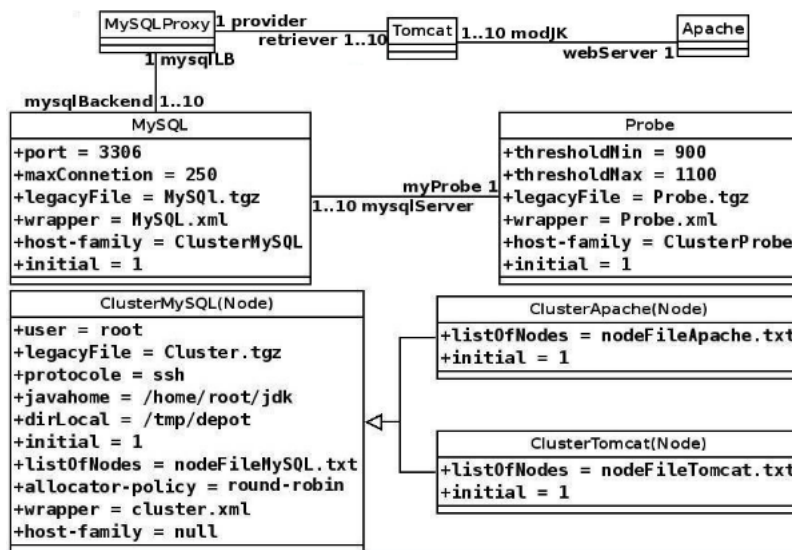 MySQLProxy
1 provider
retriever 1..10
Tomcat
1..10 modJK
webServer 1
Apache
1 mysqlLB
mysqlBackend 1..10
MySQL
+port = 3306
+maxConnetion = 250
+legacyFile = MySQl.tgz
+wrapper = MySQL.xml
+host-family = ClusterMySQL
+initial = 1
myProbe 1
1..10 mysqlServer
Probe
+thresholdMin = 900
+thresholdMax = 1100
+legacyFile = Probe.tgz
+wrapper = Probe.xml
+host-family = ClusterProbe
+initial = 1
ClusterMySQL(Node)
+user = root
+legacyFile = Cluster.tgz
+protocole = ssh
+javahome = /home/root/jdk
+dirLocal = /tmp/depot
+initial = 1
+listOfNodes = nodeFileMySQL.txt
+allocator-policy = round-robin
+wrapper = cluster.xml
+host-family = null
ClusterApache(Node)
+listOfNodes = nodeFileApache.txt
+initial = 1
ClusterTomcat(Node)
+listOfNodes = nodeFileTomcat.txt
+initial = 1